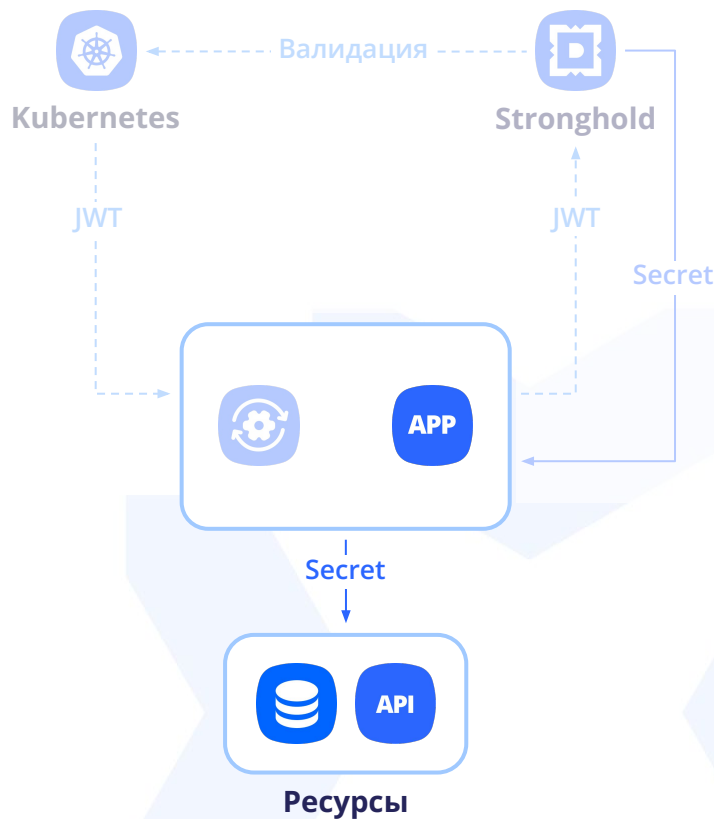 Валидация
Kubernetes
Stronghold
JWT
JWT
Secret
APP
Secret
API
Ресурсы